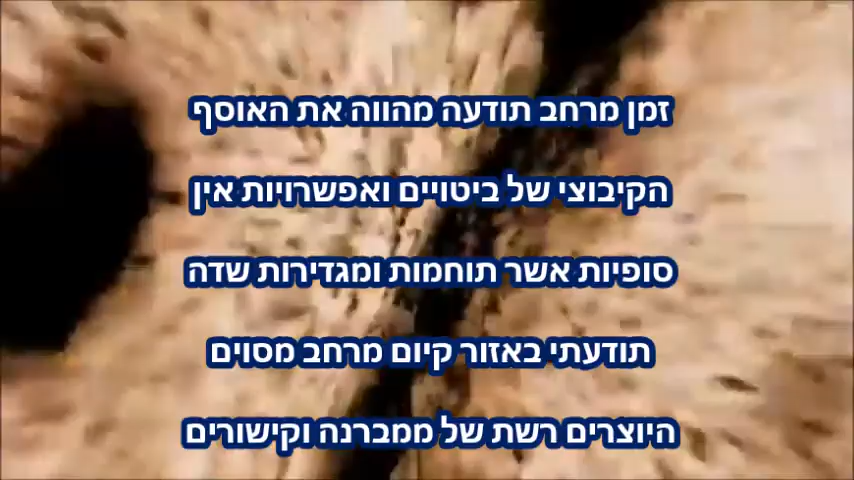 זמן מרחב תודעה מהווה את האוסף
הקיבוצי של ביטויים ואפשרויות אין
סופיות אשר תוחמות ומגדירות שדה
תודעתי באזור קיום מרחב מסוים
היוצרים רשת של ממברנה וקישורים